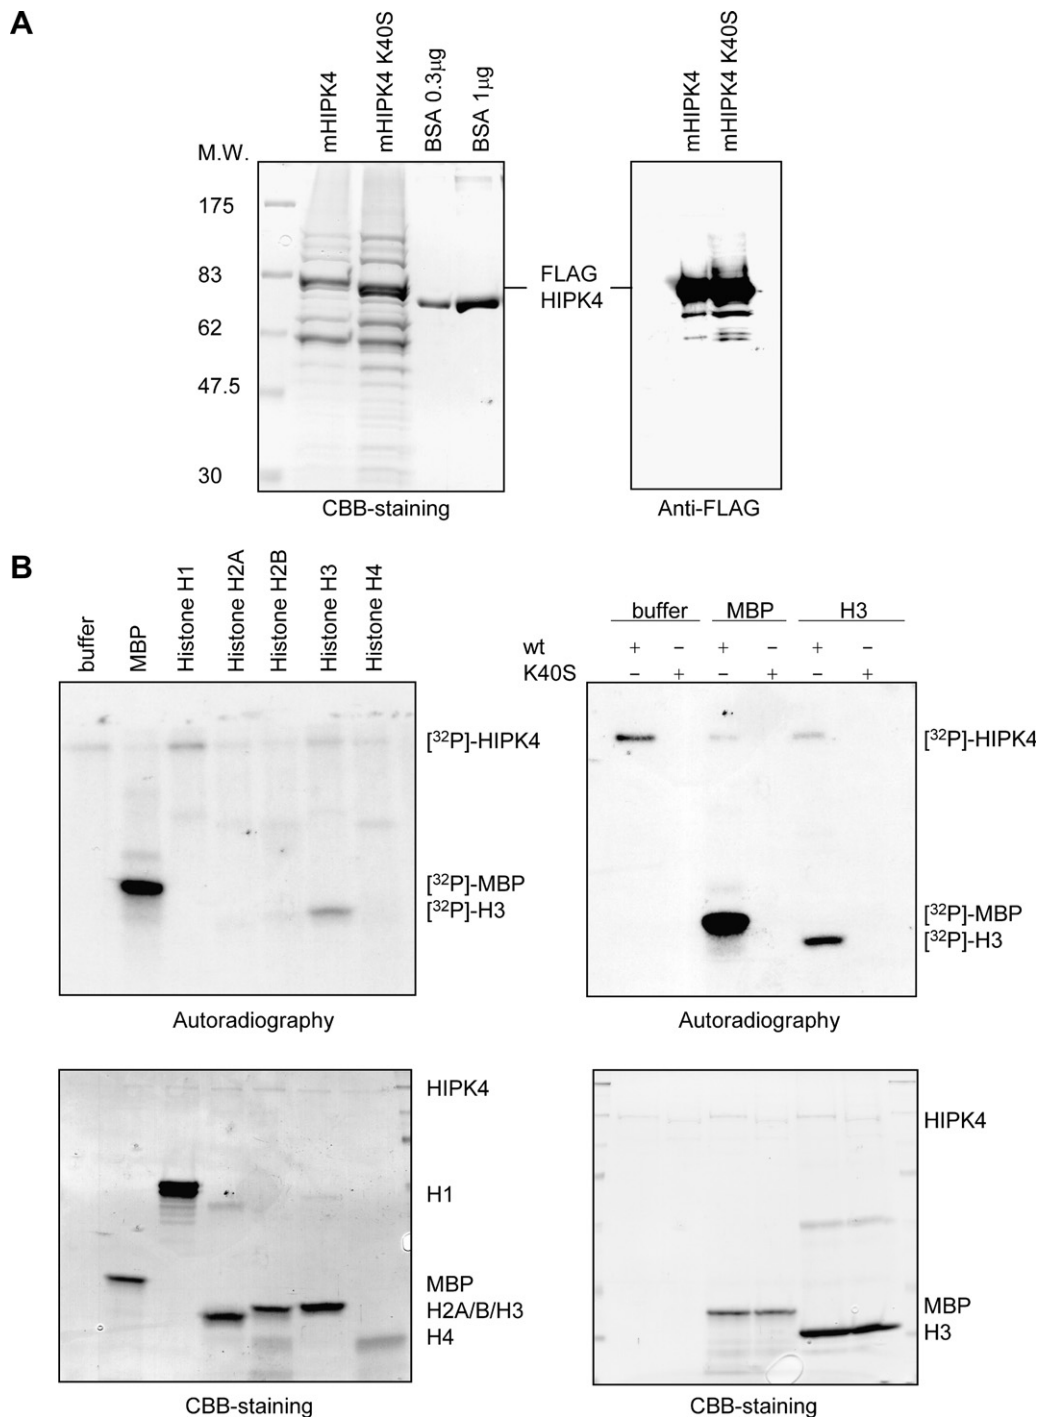 A
mHIPK4
mHIPK4 K40S
BSA 0.3µg
BSA 1µg
mHIPK4
mHIPK4 K40S
M.W.
175
83
62
47.5
30
FLAG
HIPK4
CBB-staining
Anti-FLAG
B
buffer
MBP
Histone H1
Histone H2A
Histone H2B
Histone H3
Histone H4
[³²P]-HIPK4
[³²P]-MBP
[³²P]-H3
Autoradiography
buffer MBP H3
wt + – + – + –
K40S – + – + – +
[³²P]-HIPK4
[³²P]-MBP
[³²P]-H3
Autoradiography
HIPK4
H1
MBP
H2A/B/H3
H4
CBB-staining
HIPK4
MBP
H3
CBB-staining